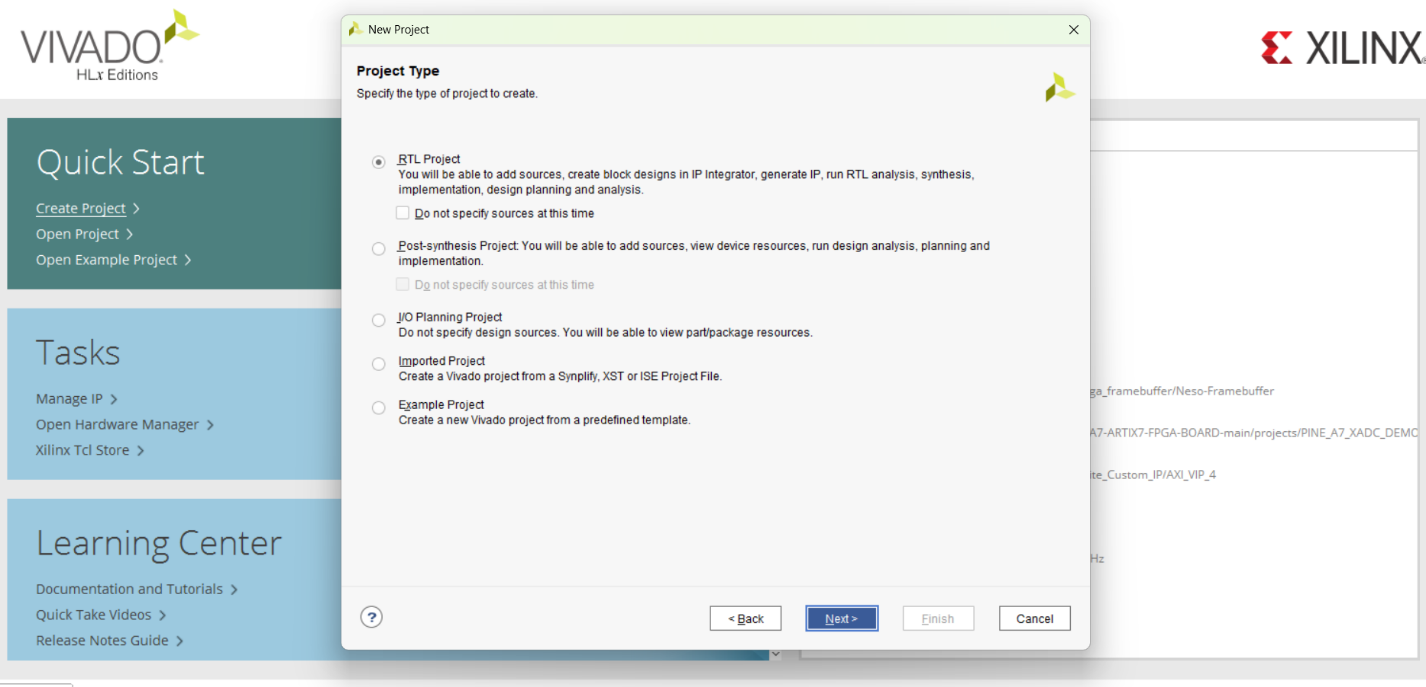 VIVADO.
HLx Editions
XILINX
Quick Start
Create Project >
Open Project >
Open Example Project >
Tasks
Manage IP >
Open Hardware Manager >
Xilinx Tcl Store >
Learning Center
Documentation and Tutorials >
Quick Take Videos >
Release Notes Guide >
New Project
Project Type
Specify the type of project to create.
RTL Project
You will be able to add sources, create block designs in IP Integrator, generate IP, run RTL analysis, synthesis,
implementation, design planning and analysis.
Do not specify sources at this time
Post-synthesis Project: You will be able to add sources, view device resources, run design analysis, planning and
implementation.
Do not specify sources at this time
I/O Planning Project
Do not specify design sources. You will be able to view part/package resources.
Imported Project
Create a Vivado project from a Synplify, XST or ISE Project File.
Example Project
Create a new Vivado project from a predefined template.
?
< Back
Next >
Finish
Cancel
ga_framebuffer/Neso-Framebuffer
A7-ARTIX7-FPGA-BOARD-main/projects/PINE_A7_XADC_DEMO
ite_Custom_IP/AXI_VIP_4
Hz